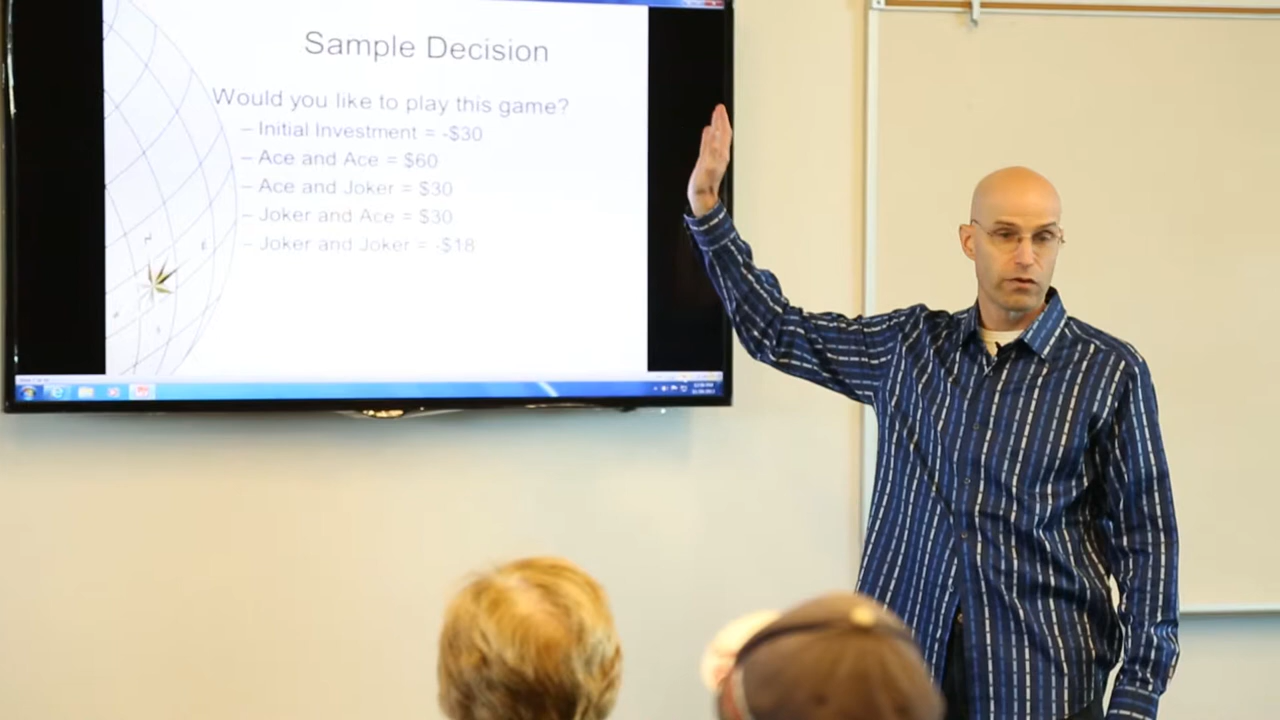 Sample Decision
Would you like to play this game?
– Initial Investment = -$30
– Ace and Ace = $60
– Ace and Joker = $30
– Joker and Ace = $30
– Joker and Joker = -$18